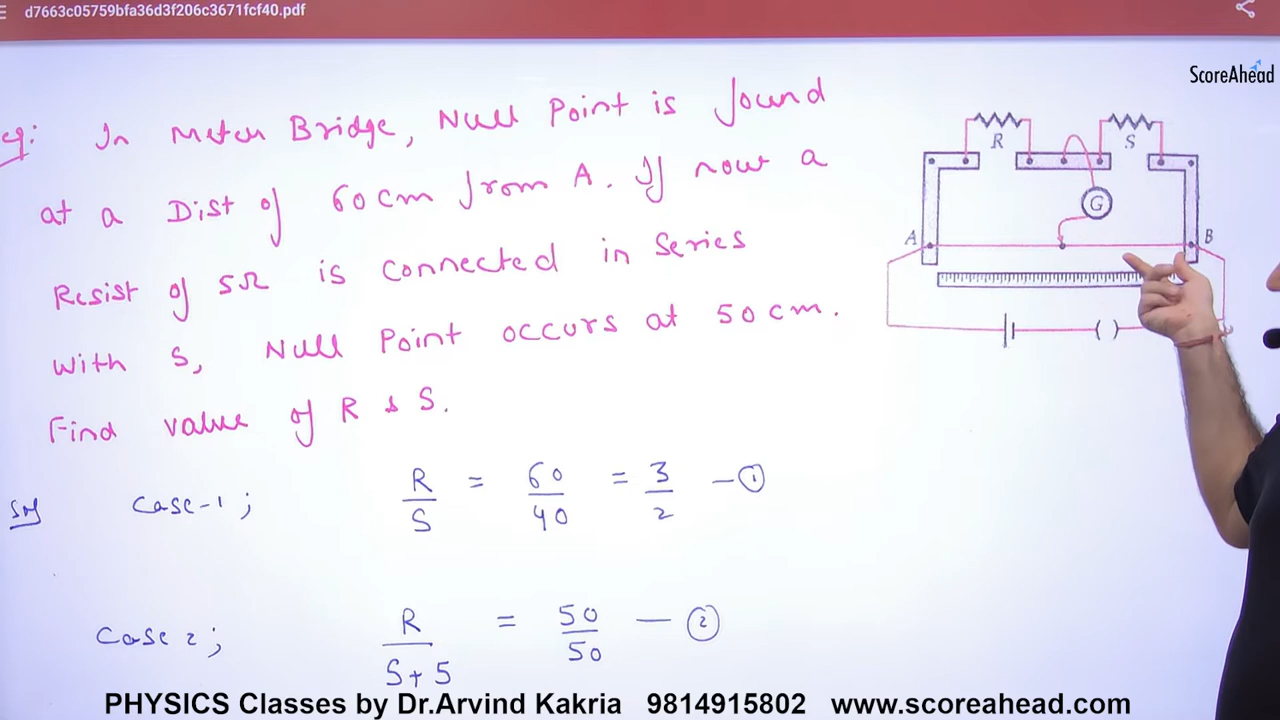 d7663c05759bfa36d3f206c3671fcf40.pdf
ScoreAhead
eg: In Meter Bridge, Null Point is found
at a Dist of 60cm from A. If now a
Resist of 5Ω is connected in Series
with S, Null Point occurs at 50cm.
Find value of R & S.
Sol Case-1; R/S = 60/40 = 3/2 —①
Case 2; R/S+5 = 50/50 —②
R S
G
A B
PHYSICS Classes by Dr.Arvind Kakria 9814915802 www.scoreahead.com